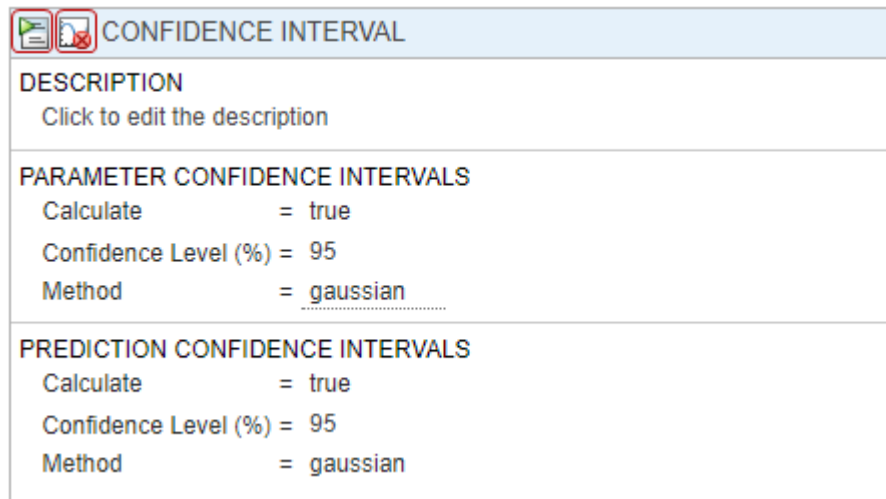 CONFIDENCE INTERVAL
DESCRIPTION
Click to edit the description
PARAMETER CONFIDENCE INTERVALS
Calculate = true
Confidence Level (%) = 95
Method = gaussian
PREDICTION CONFIDENCE INTERVALS
Calculate = true
Confidence Level (%) = 95
Method = gaussian